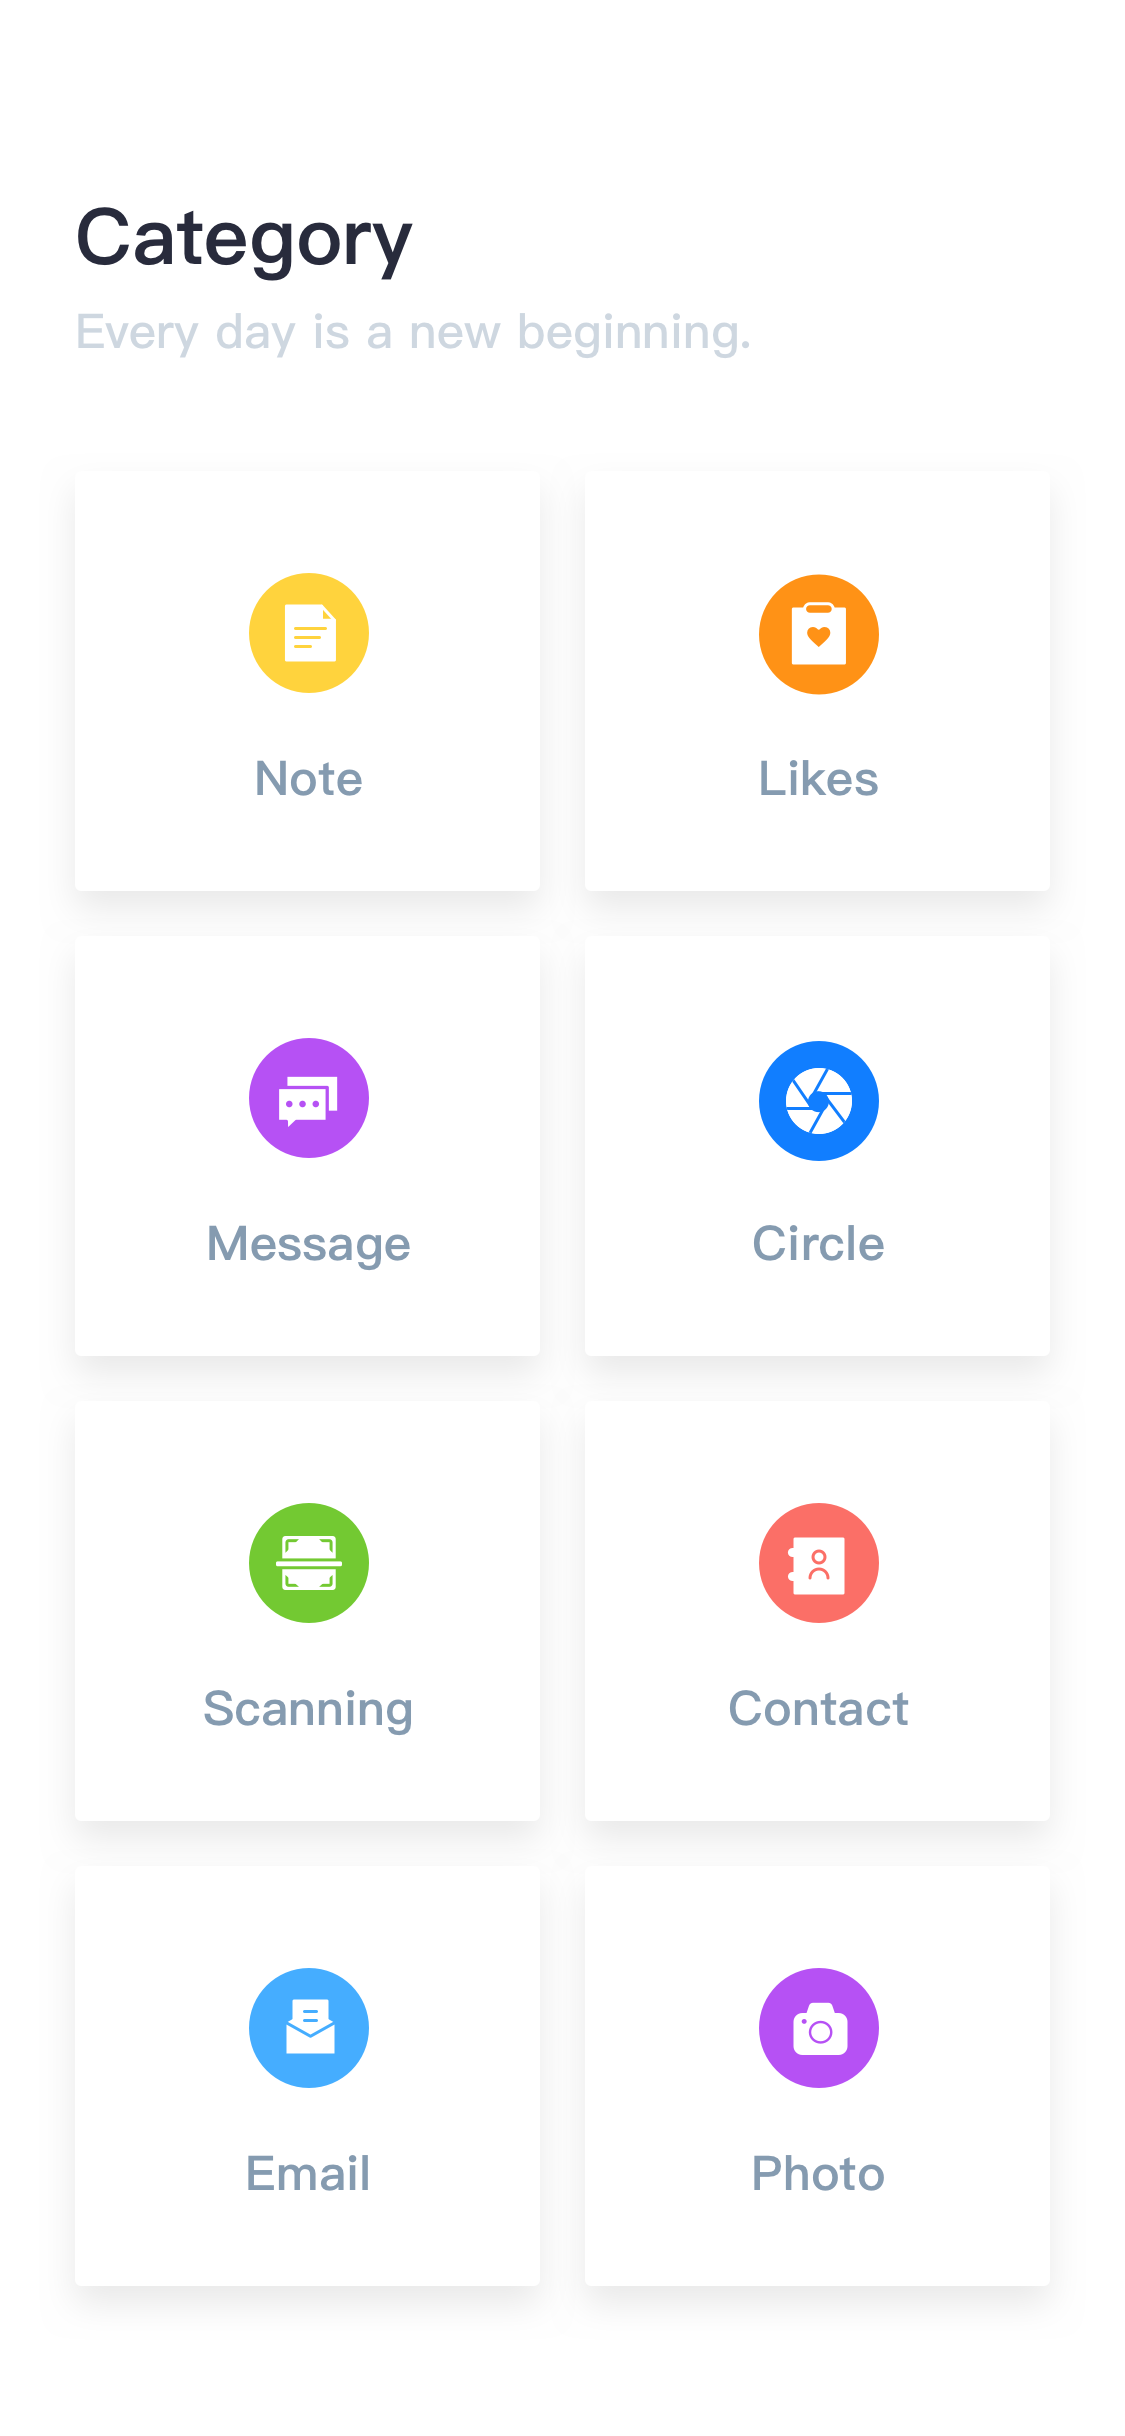 Category
Every day is a new beginning.
Note
Likes
Message
Circle
Scanning
Contact
Email
Photo